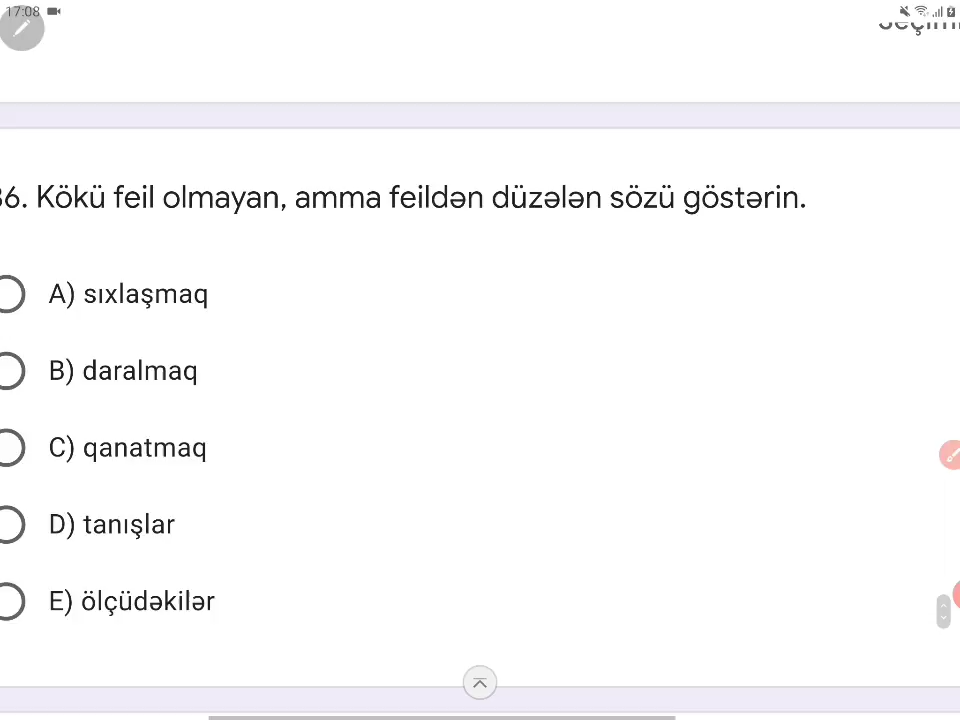 17:08
36. Kökü feil olmayan, amma feildən düzələn sözü göstərin.
A) sıxlaşmaq
B) daralmaq
C) qanatmaq
D) tanışlar
E) ölçüdəkilər